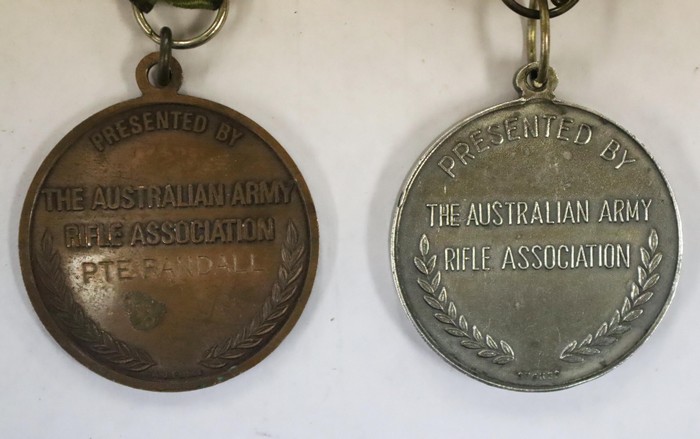 PRESENTED BY
THE AUSTRALIAN ARMY
RIFLE ASSOCIATION
PTE RANDALL
PRESENTED BY
THE AUSTRALIAN ARMY
RIFLE ASSOCIATION